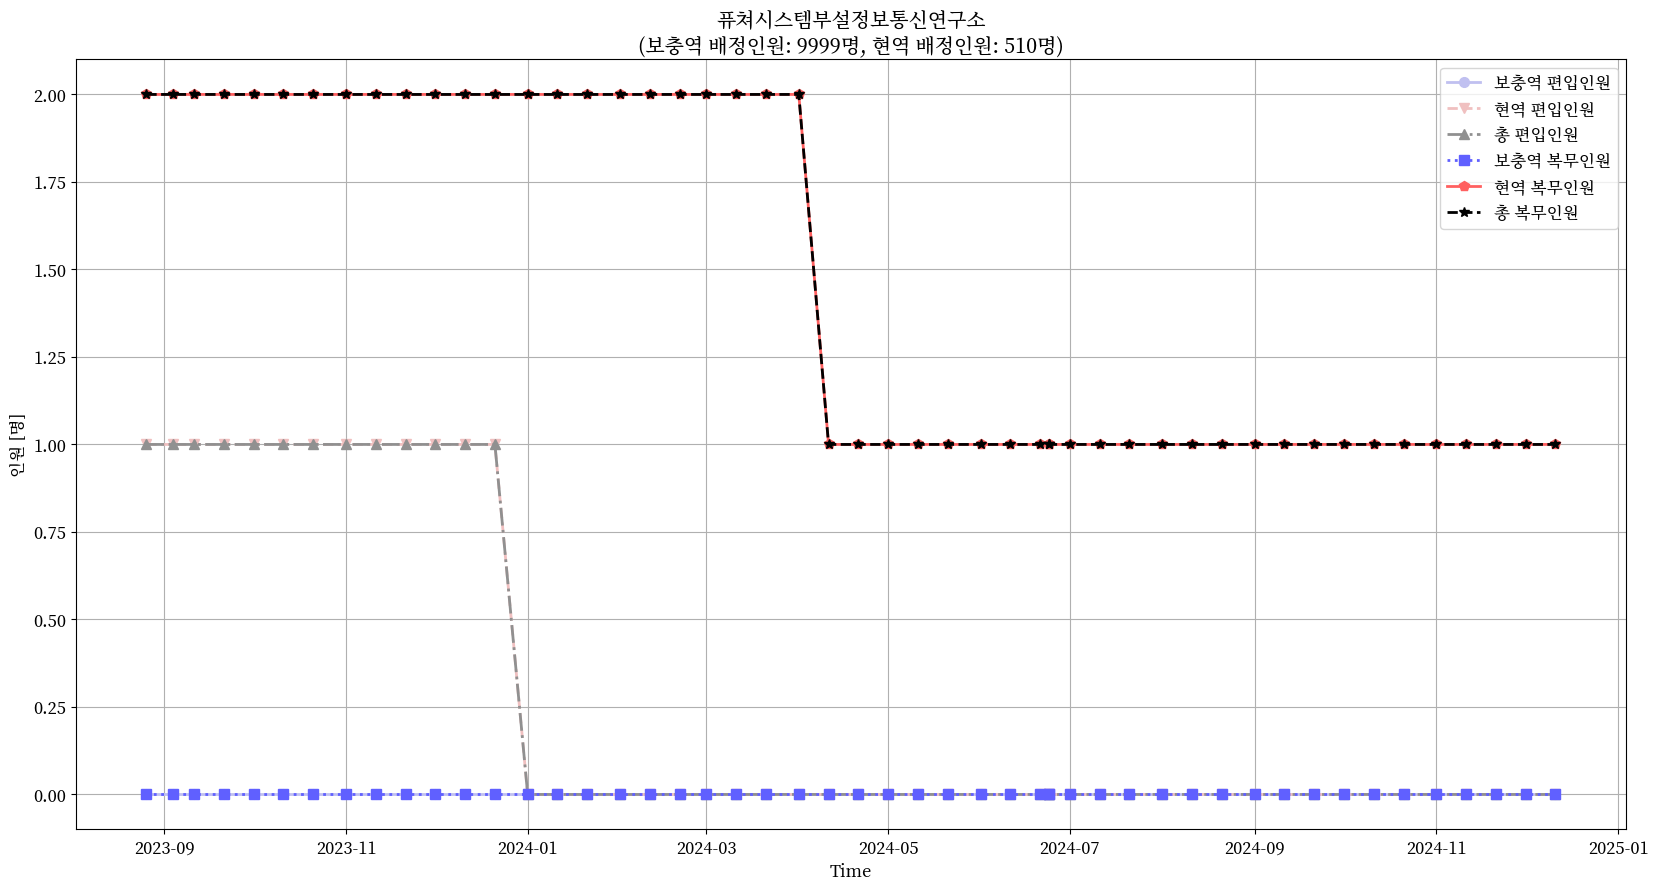 퓨쳐시스템부설정보통신연구소
(보충역 배정인원: 9999명, 현역 배정인원: 510명)
보충역 편입인원
현역 편입인원
총 편입인원
보충역 복무인원
현역 복무인원
총 복무인원
2.00
1.75
1.50
1.25
1.00
0.75
0.50
0.25
0.00
인원 [명]
2023-09 2023-11 2024-01 2024-03 2024-05 2024-07 2024-09 2024-11 2025-01
Time